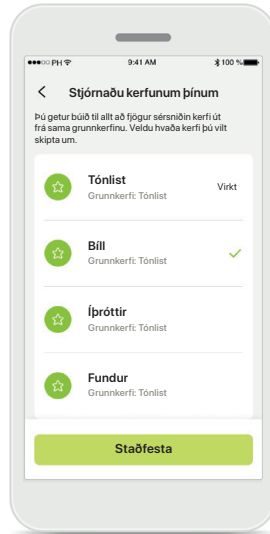 PH 9:41 AM 100 %
Stjórnaðu kerfunum þínum
Þú getur búið til allt að fjögur sérsniðin kerfi út
frá sama grunnkerfinu. Veldu hvaða kerfi þú vilt
skipta um.
Tónlist
Virkt
Grunnkerfi: Tónlist
Bíll
Grunnkerfi: Tónlist
Íþróttir
Grunnkerfi: Tónlist
Fundur
Grunnkerfi: Tónlist
Staðfesta